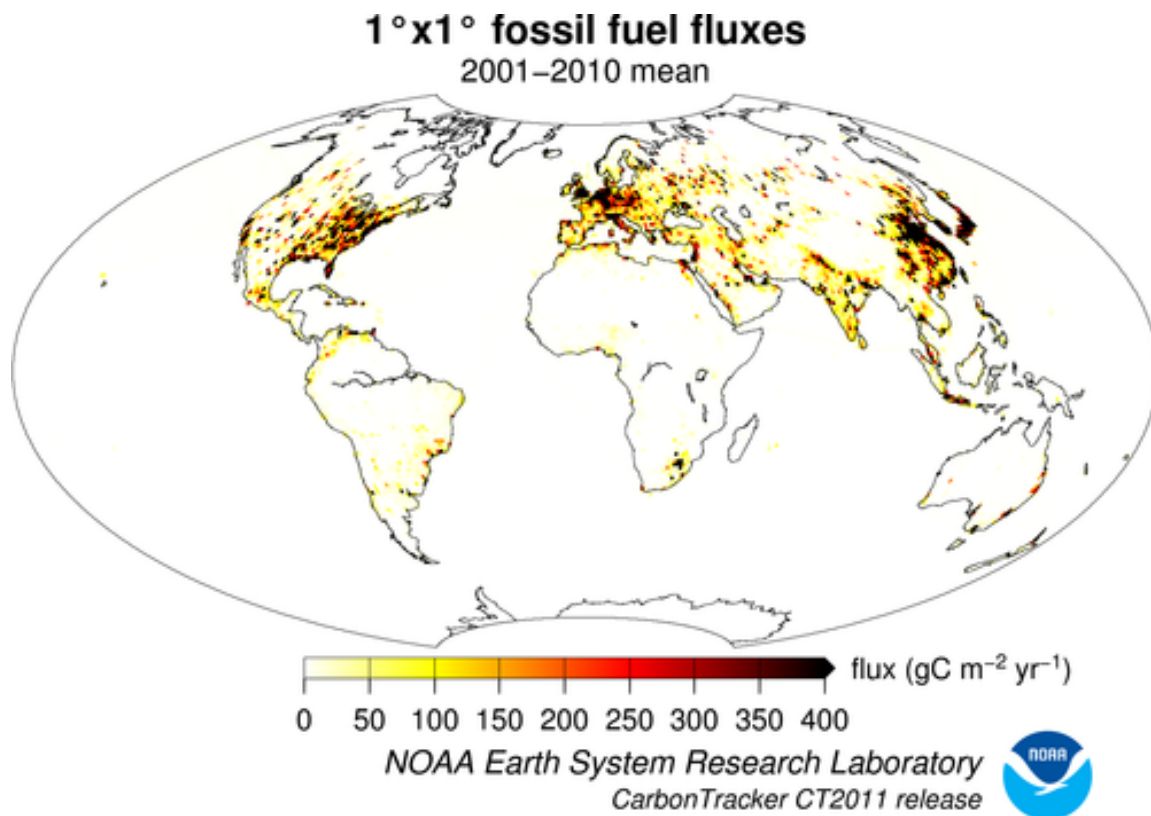 1°x1° fossil fuel fluxes
2001−2010 mean
flux (gC m⁻² yr⁻¹)
0 50 100 150 200 250 300 350 400
NOAA Earth System Research Laboratory
CarbonTracker CT2011 release
NOAA